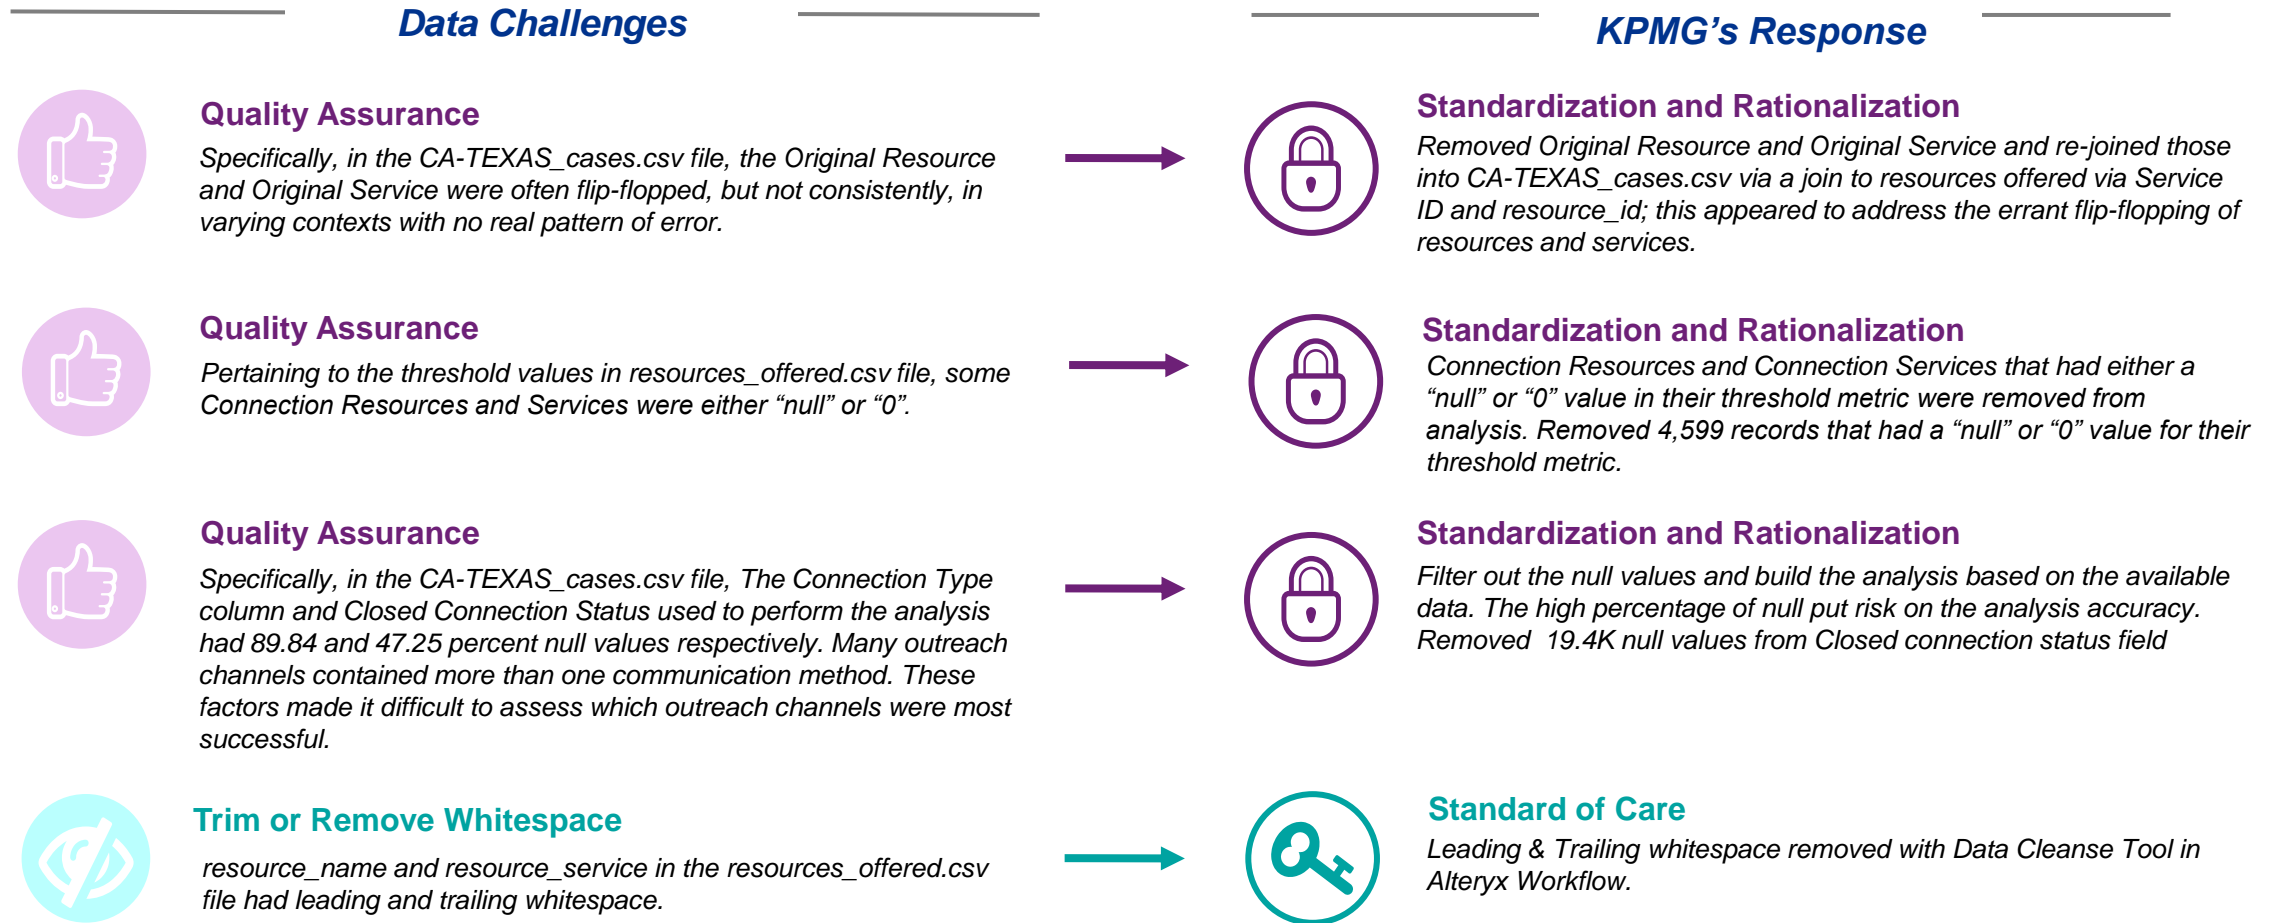 Data Challenges
KPMG's Response
Quality Assurance
Specifically, in the CA-TEXAS_cases.csv file, the Original Resource
and Original Service were often flip-flopped, but not consistently, in
varying contexts with no real pattern of error.
Standardization and Rationalization
Removed Original Resource and Original Service and re-joined those
into CA-TEXAS_cases.csv via a join to resources offered via Service
ID and resource_id; this appeared to address the errant flip-flopping of
resources and services.
Quality Assurance
Pertaining to the threshold values in resources_offered.csv file, some
Connection Resources and Services were either “null” or “0”.
Standardization and Rationalization
Connection Resources and Connection Services that had either a
“null” or “0” value in their threshold metric were removed from
analysis. Removed 4,599 records that had a “null” or “0” value for their
threshold metric.
Quality Assurance
Specifically, in the CA-TEXAS_cases.csv file, The Connection Type
column and Closed Connection Status used to perform the analysis
had 89.84 and 47.25 percent null values respectively. Many outreach
channels contained more than one communication method. These
factors made it difficult to assess which outreach channels were most
successful.
Standardization and Rationalization
Filter out the null values and build the analysis based on the available
data. The high percentage of null put risk on the analysis accuracy.
Removed  19.4K null values from Closed connection status field
Trim or Remove Whitespace
resource_name and resource_service in the resources_offered.csv
file had leading and trailing whitespace.
Standard of Care
Leading & Trailing whitespace removed with Data Cleanse Tool in
Alteryx Workflow.